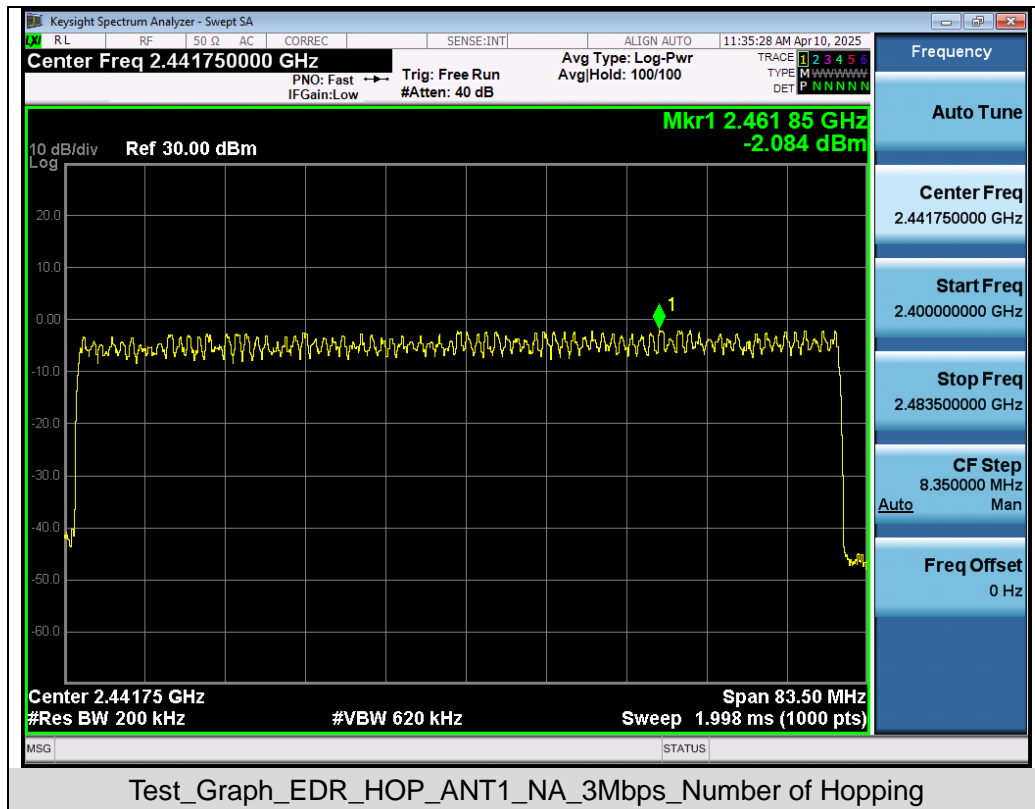 Keysight Spectrum Analyzer - Swept SA
LXI RL RF 50 Ω AC CORREC SENSE:INT ALIGN AUTO 11:35:28 AM Apr 10, 2025
Center Freq 2.441750000 GHz
PNO: Fast
IFGain:Low
Trig: Free Run
#Atten: 40 dB
Avg Type: Log-Pwr
Avg|Hold: 100/100
TRACE 1 2 3 4 5 6
TYPE M WWWWW
DET P N N N N N
Mkr1 2.461 85 GHz
-2.084 dBm
10 dB/div Ref 30.00 dBm
Log
20.0
10.0
0.00
-10.0
-20.0
-30.0
-40.0
-50.0
-60.0
1
Center 2.44175 GHz Span 83.50 MHz
#Res BW 200 kHz #VBW 620 kHz Sweep 1.998 ms (1000 pts)
MSG STATUS
Frequency
Auto Tune
Center Freq
2.441750000 GHz
Start Freq
2.400000000 GHz
Stop Freq
2.483500000 GHz
CF Step
8.350000 MHz
Auto Man
Freq Offset
0 Hz
Test_Graph_EDR_HOP_ANT1_NA_3Mbps_Number of Hopping